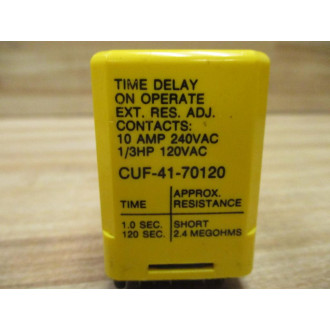 TIME DELAY
ON OPERATE
EXT. RES. ADJ.
CONTACTS:
10 AMP 240VAC
1/3HP 120VAC
CUF-41-70120
TIME APPROX. RESISTANCE
1.0 SEC. SHORT
120 SEC. 2.4 MEGOHMS